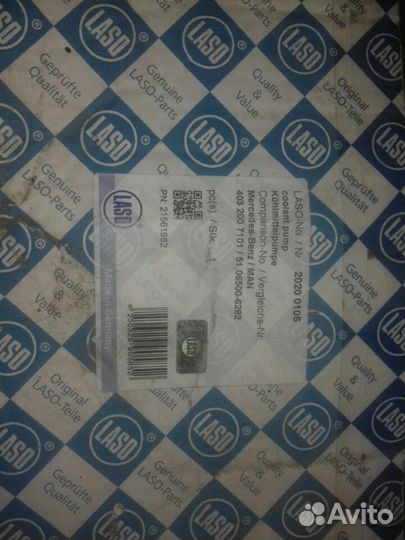 LASO-No. / Nr. 2020 0105
coolant pump
Kühlmittelpumpe
Comparison-No. / Vergleichs-Nr.
Mercedes-Benz / MAN
403 200 7101 / 51.06500-6282
pc(s) / Stk. 1
PN: 21561982
LASO
Made in Germany
LASO
Geprüfte
Qualität
Genuine
LASO-Parts
Quality
&
Value
Original
LASO-Teile
Avito